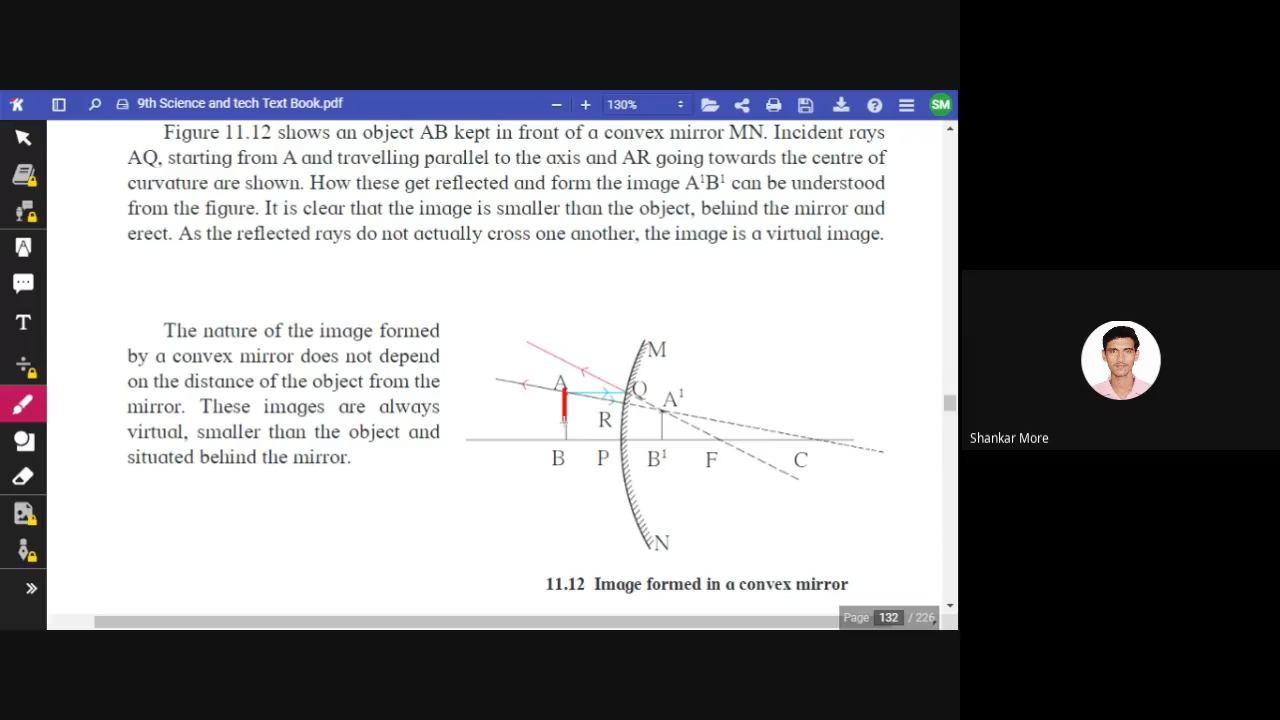 9th Science and tech Text Book.pdf
130%
SM
Figure 11.12 shows an object AB kept in front of a convex mirror MN. Incident rays
AQ, starting from A and travelling parallel to the axis and AR going towards the centre of
curvature are shown. How these get reflected and form the image A¹B¹ can be understood
from the figure. It is clear that the image is smaller than the object, behind the mirror and
erect. As the reflected rays do not actually cross one another, the image is a virtual image.
The nature of the image formed
by a convex mirror does not depend
on the distance of the object from the
mirror. These images are always
virtual, smaller than the object and
situated behind the mirror.
M
A
Q
A¹
R
B P B¹ F C
N
11.12 Image formed in a convex mirror
Page 132 / 226
Shankar More